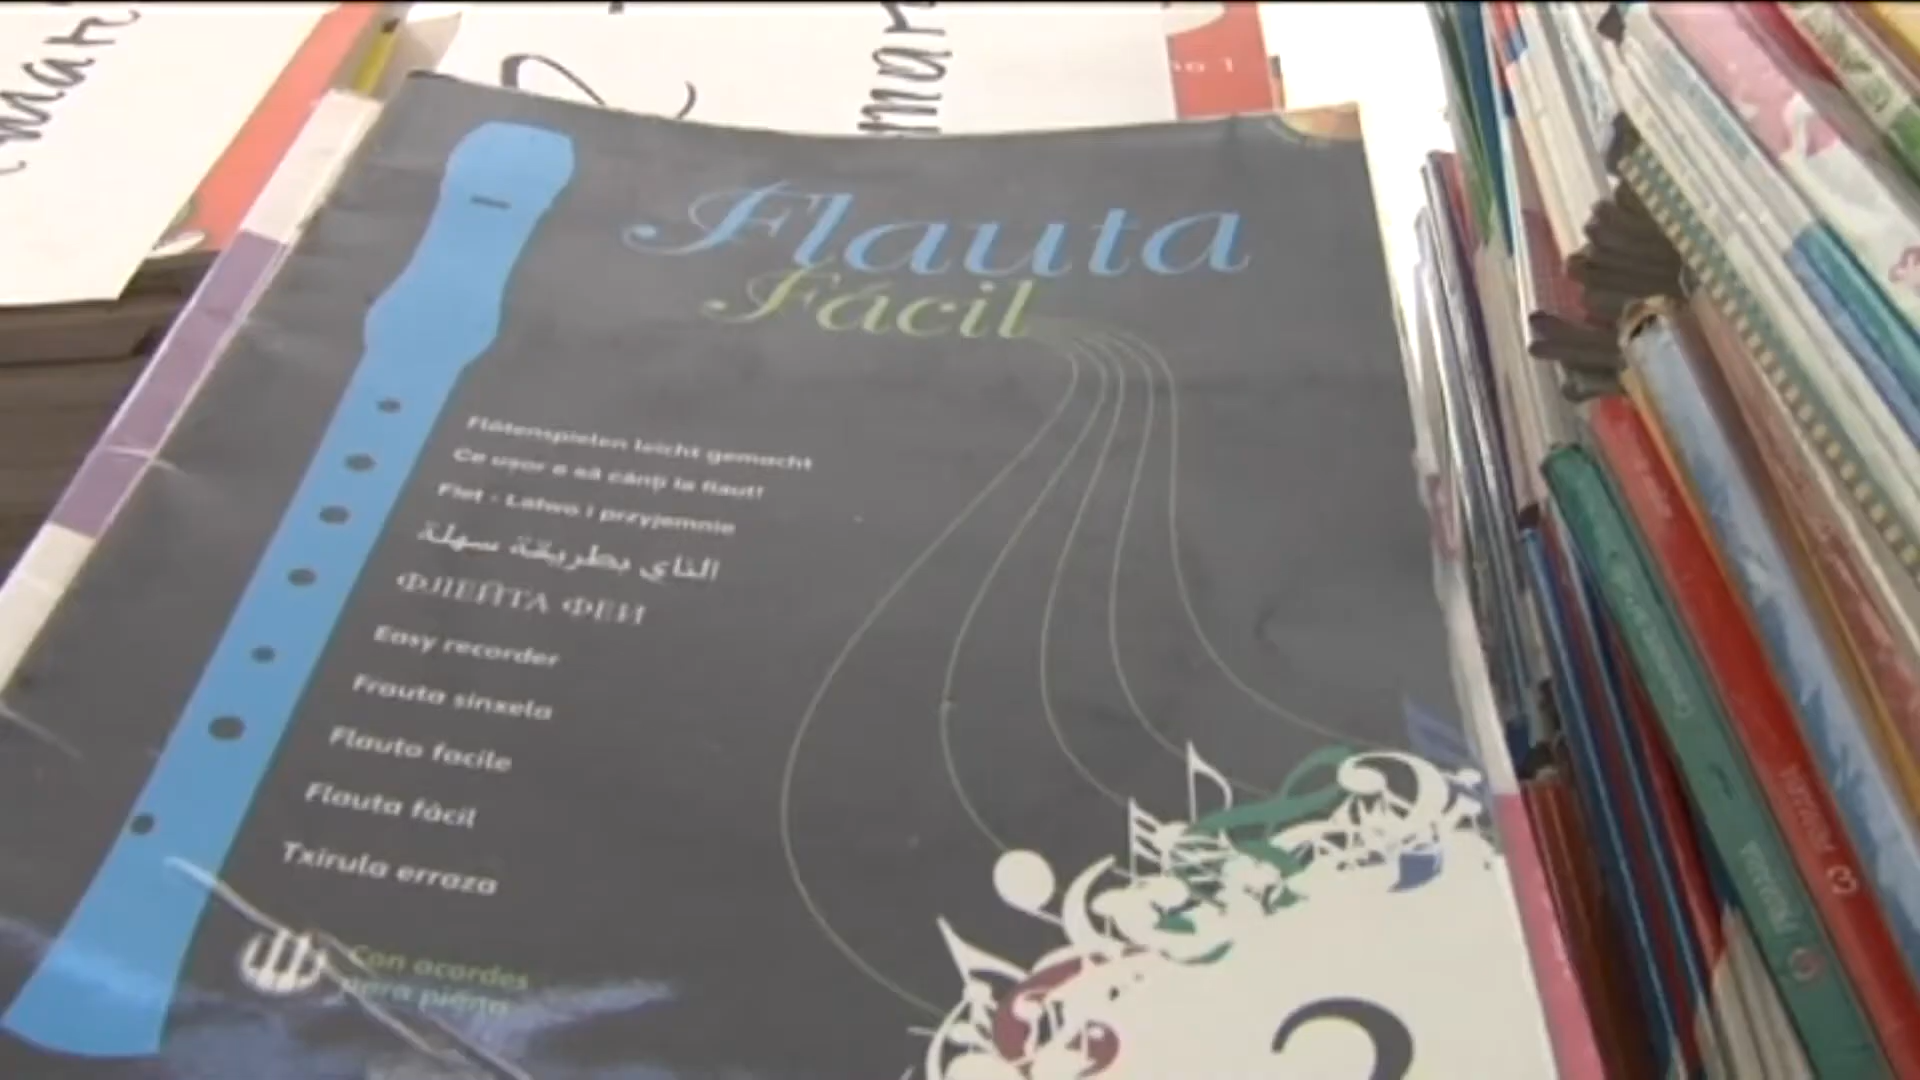 Flauta
Fácil
Flötenspielen leicht gemacht
Ce uşor e să cânţi la flaut!
Flet - Łatwo i przyjemnie
الناي بطريقة سهلة
ФЛЕЙТА ФЕИ
Easy recorder
Frauta sinxela
Flauto facile
Flauta fàcil
Txirula erraza
Con acordes
para piano
2